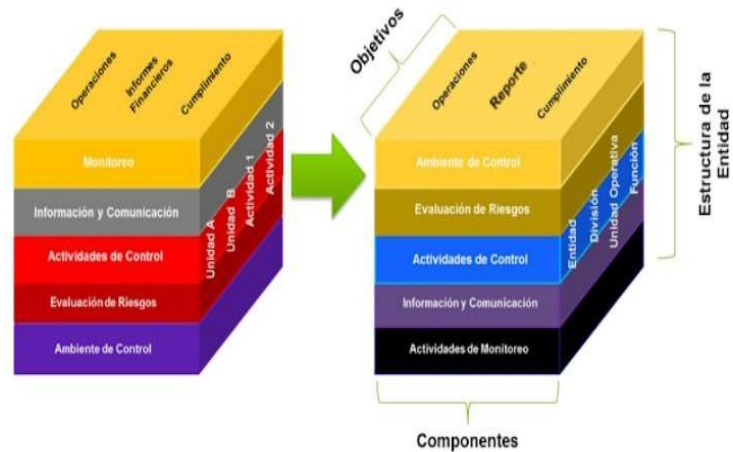 Operaciones
Informes
Financieros
Cumplimiento
Monitoreo
Información y Comunicación
Actividades de Control
Evaluación de Riesgos
Ambiente de Control
Unidad A
Unidad B
Actividad 1
Actividad 2
Objetivos
Operaciones
Reporte
Cumplimiento
Ambiente de Control
Evaluación de Riesgos
Actividades de Control
Información y Comunicación
Actividades de Monitoreo
Entidad
División
Unidad Operativa
Función
Estructura de la
Entidad
Componentes